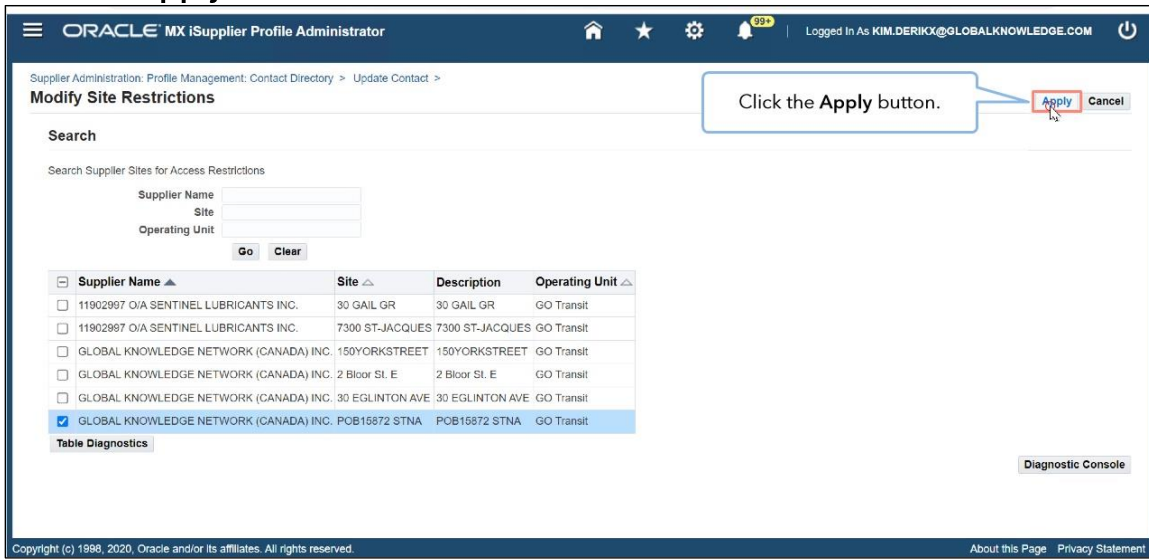 ORACLE® MX iSupplier Profile Administrator 99+ Logged In As KIM.DERIKX@GLOBALKNOWLEDGE.COM
Supplier Administration: Profile Management: Contact Directory > Update Contact >
Modify Site Restrictions
Click the Apply button.
Apply Cancel
Search
Search Supplier Sites for Access Restrictions
Supplier Name
Site
Operating Unit
Go Clear
Supplier Name Site Description Operating Unit
11902997 O/A SENTINEL LUBRICANTS INC. 30 GAIL GR 30 GAIL GR GO Transit
11902997 O/A SENTINEL LUBRICANTS INC. 7300 ST-JACQUES 7300 ST-JACQUES GO Transit
GLOBAL KNOWLEDGE NETWORK (CANADA) INC. 150YORKSTREET 150YORKSTREET GO Transit
GLOBAL KNOWLEDGE NETWORK (CANADA) INC. 2 Bloor St. E 2 Bloor St. E GO Transit
GLOBAL KNOWLEDGE NETWORK (CANADA) INC. 30 EGLINTON AVE 30 EGLINTON AVE GO Transit
GLOBAL KNOWLEDGE NETWORK (CANADA) INC. POB15872 STNA POB15872 STNA GO Transit
Table Diagnostics
Diagnostic Console
Copyright (c) 1998, 2020, Oracle and/or its affiliates. All rights reserved. About this Page Privacy Statement